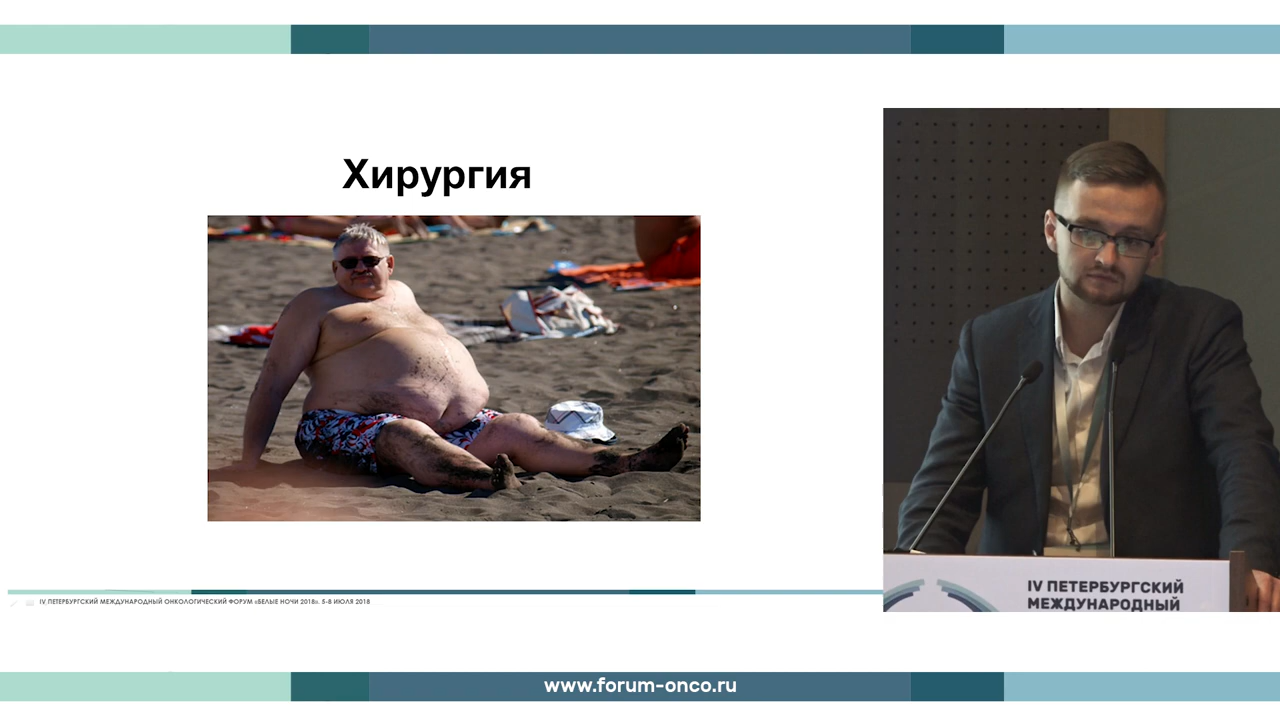 Хирургия
IV ПЕТЕРБУРГСКИЙ МЕЖДУНАРОДНЫЙ ОНКОЛОГИЧЕСКИЙ ФОРУМ «БЕЛЫЕ НОЧИ 2018». 5-8 ИЮЛЯ 2018
IV ПЕТЕРБУРГСКИЙ
МЕЖДУНАРОДНЫЙ
www.forum-onco.ru